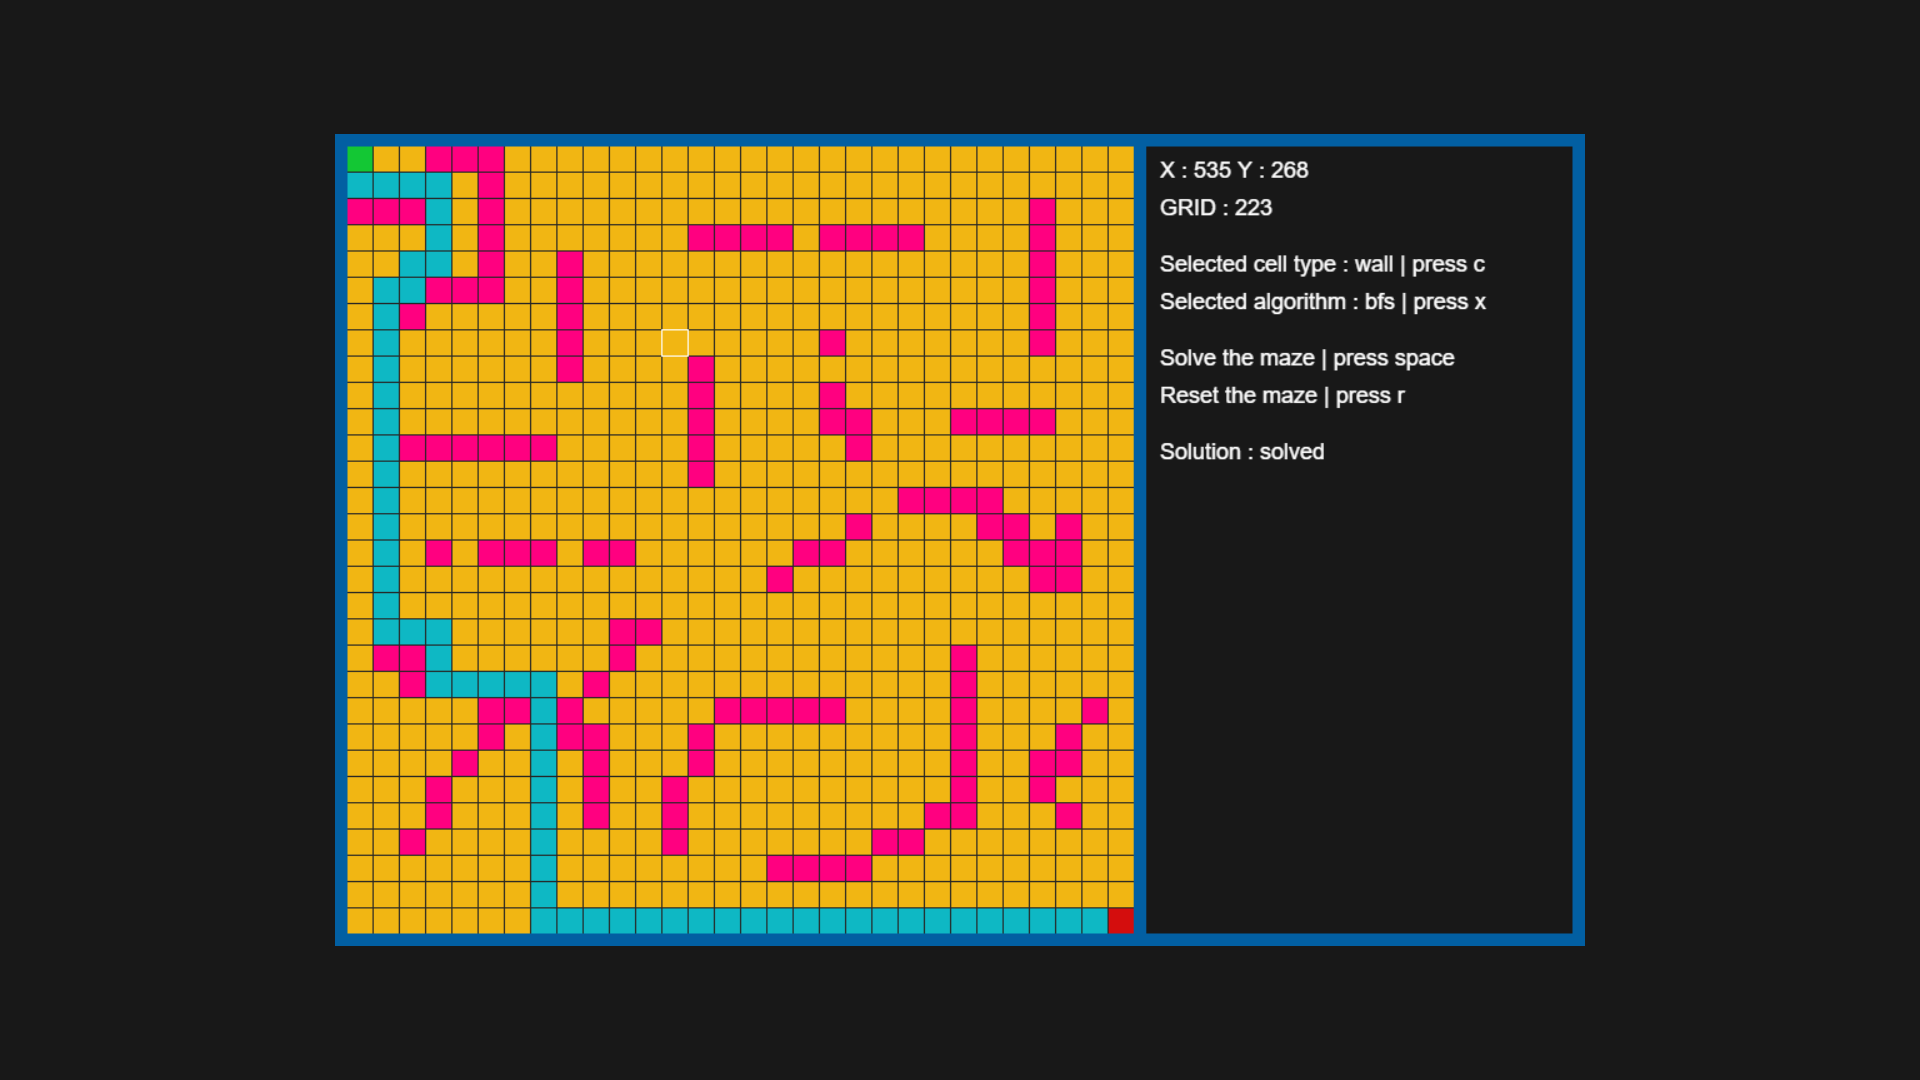 X : 535 Y : 268
GRID : 223
Selected cell type : wall | press c
Selected algorithm : bfs | press x
Solve the maze | press space
Reset the maze | press r
Solution : solved